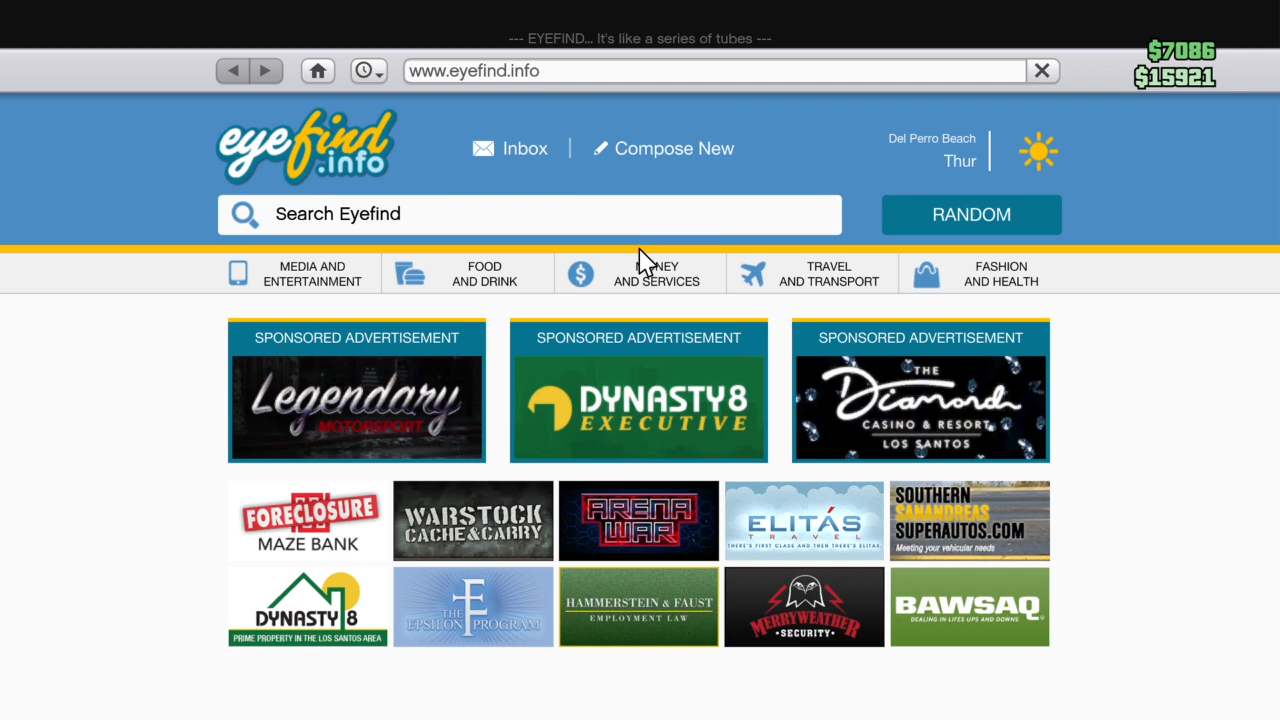 --- EYEFIND... It's like a series of tubes ---
$7086
www.eyefind.info
$15921
eyefind
.info
Inbox
Compose New
Del Perro Beach
Thur
Search Eyefind
RANDOM
MEDIA AND
ENTERTAINMENT
FOOD
AND DRINK
MONEY
AND SERVICES
TRAVEL
AND TRANSPORT
FASHION
AND HEALTH
SPONSORED ADVERTISEMENT
Legendary
MOTORSPORT
SPONSORED ADVERTISEMENT
DYNASTY8
EXECUTIVE
SPONSORED ADVERTISEMENT
THE
Diamond
CASINO & RESORT
LOS SANTOS
FORECLOSURE
MAZE BANK
WARSTOCK
CACHE&CARRY
ARENA
WAR
ELITÁS
TRAVEL
THERE'S FIRST CLASS AND THEN THERE'S ELITAS.
SOUTHERN
SANANDREAS
SUPERAUTOS.COM
Meeting your vehicular needs
DYNASTY 8
PRIME PROPERTY IN THE LOS SANTOS AREA
THE
EPSILON PROGRAM
HAMMERSTEIN & FAUST
EMPLOYMENT LAW
MERRYWEATHER
·SECURITY·
BAWSAQ
DEALING IN LIFES UPS AND DOWNS